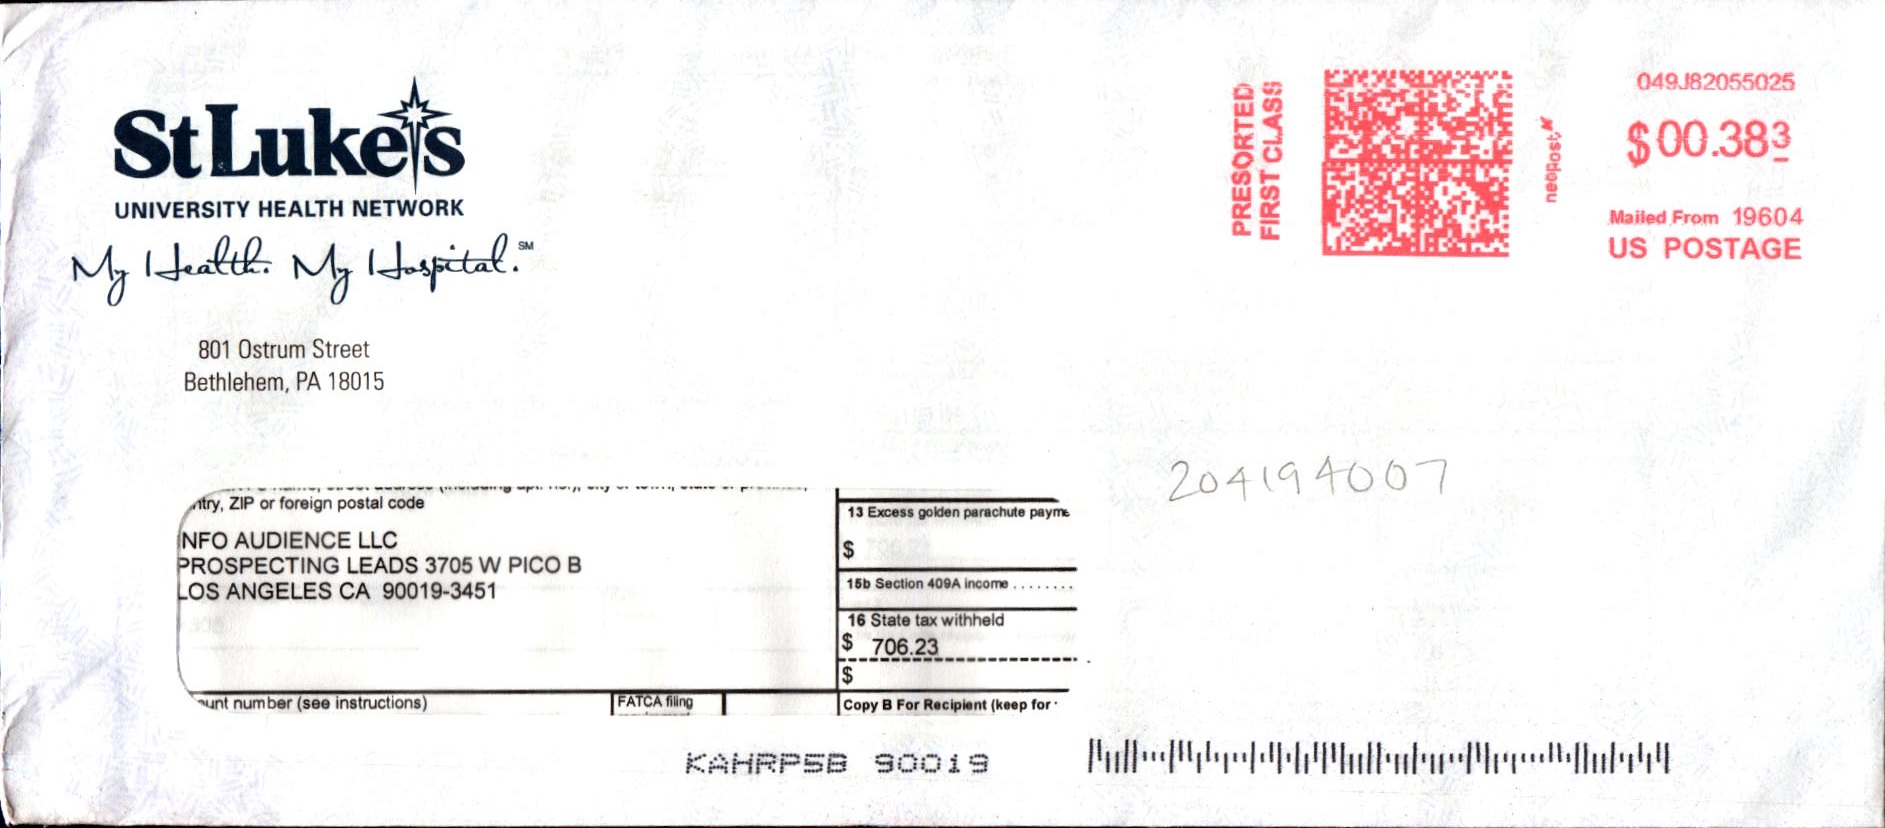 St Luke's
UNIVERSITY HEALTH NETWORK
My Health. My Hospital.℠
801 Ostrum Street
Bethlehem, PA 18015
PRESORTED
FIRST CLASS
neopost
049J82055025
$00.383
Mailed From 19604
US POSTAGE
204194007
ntry, ZIP or foreign postal code
NFO AUDIENCE LLC
PROSPECTING LEADS 3705 W PICO B
LOS ANGELES CA 90019-3451
13 Excess golden parachute payme
$
15b Section 409A income ........
16 State tax withheld
$ 706.23
$
unt number (see instructions)
FATCA filing
Copy B For Recipient (keep for
KAHRP5B 90019